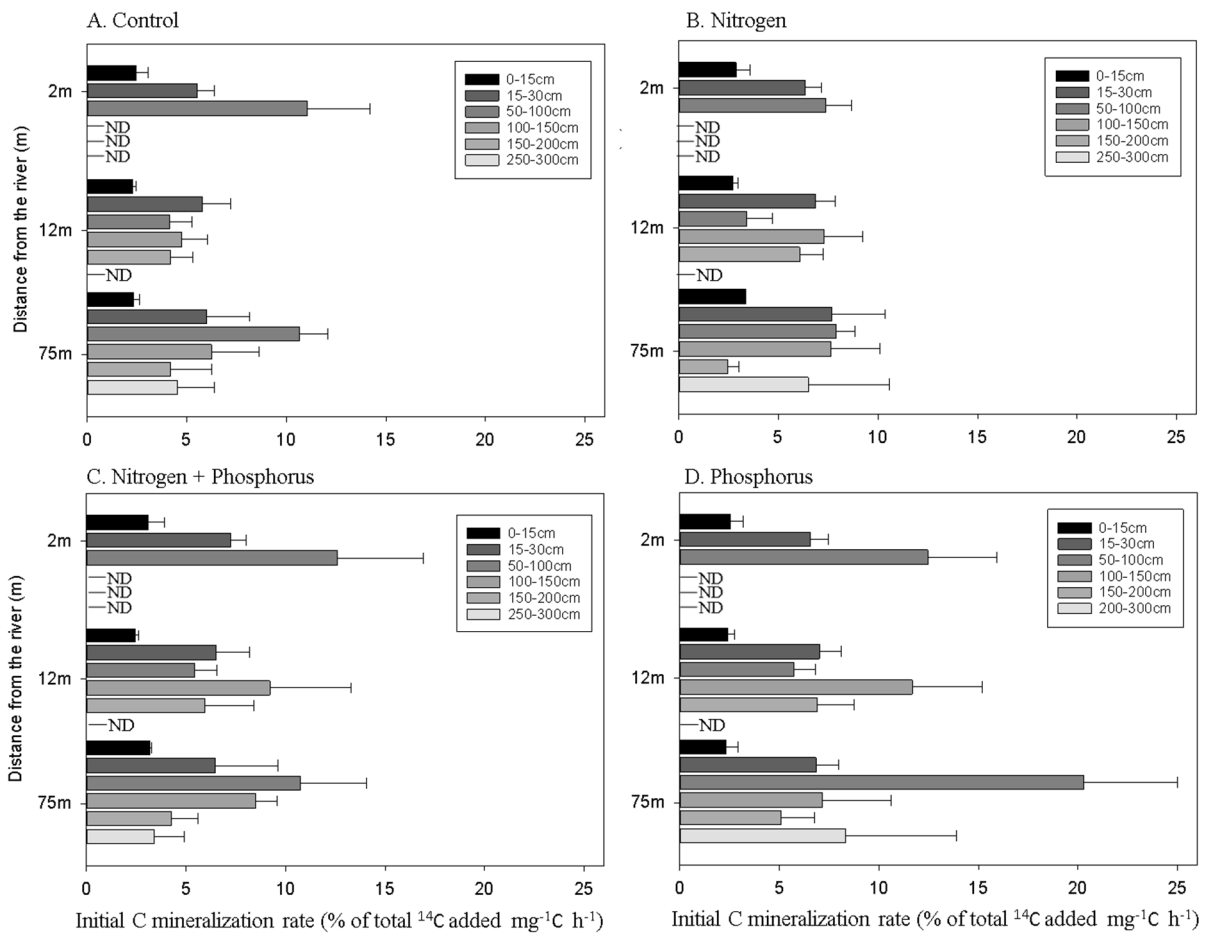 A. Control
0-15cm
15-30cm
50-100cm
100-150cm
150-200cm
250-300cm
Distance from the river (m)
2m
ND
ND
ND
12m
ND
75m
0 5 10 15 20 25
B. Nitrogen
0-15cm
15-30cm
50-100cm
100-150cm
150-200cm
250-300cm
2m
ND
ND
ND
12m
ND
75m
0 5 10 15 20 25
C. Nitrogen + Phosphorus
0-15cm
15-30cm
50-100cm
100-150cm
150-200cm
250-300cm
Distance from the river (m)
2m
ND
ND
ND
12m
ND
75m
0 5 10 15 20 25
Initial C mineralization rate (% of total ¹⁴C added mg⁻¹C h⁻¹)
D. Phosphorus
0-15cm
15-30cm
50-100cm
100-150cm
150-200cm
200-300cm
2m
ND
ND
ND
12m
ND
75m
0 5 10 15 20 25
Initial C mineralization rate (% of total ¹⁴C added mg⁻¹C h⁻¹)